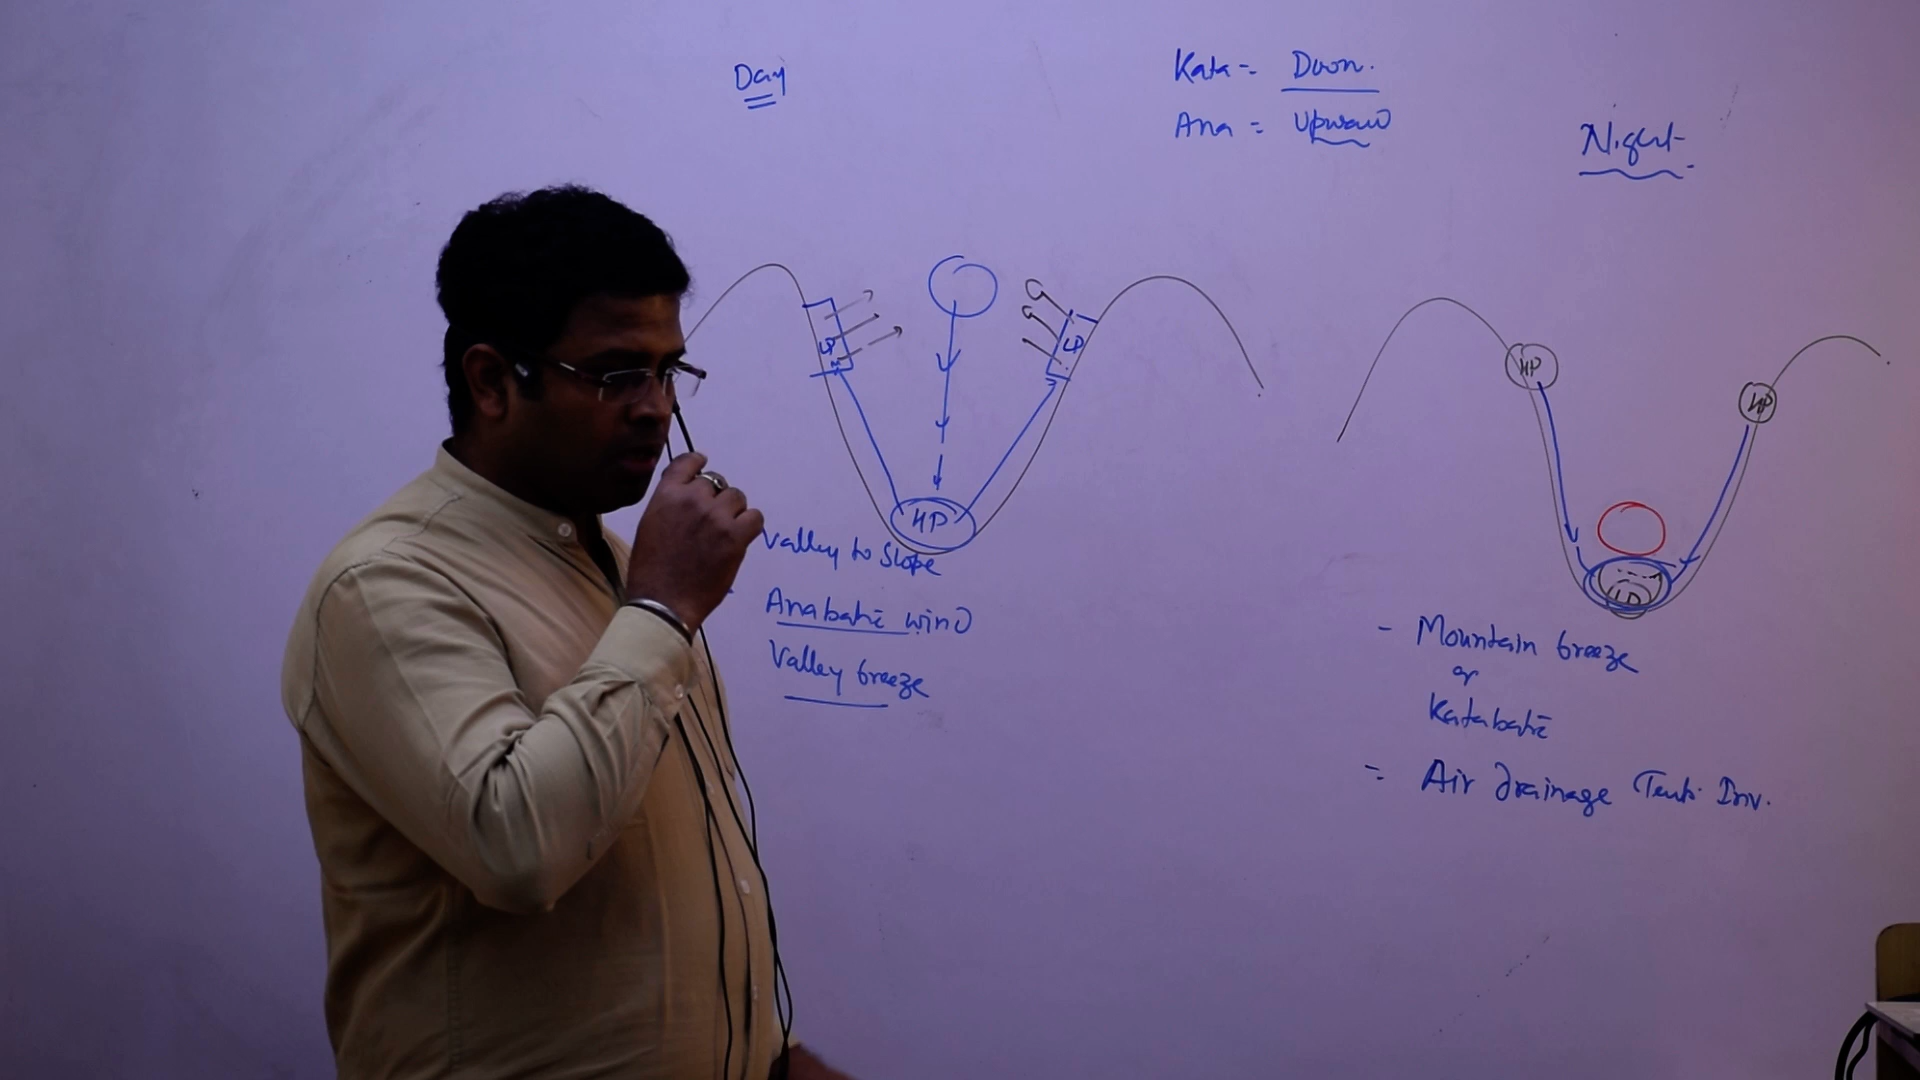 Day
Kata = Down.
Ana = Upward
Night
LP
LP
HP
Valley to Slope
Anabatic wind
Valley breeze
HP
HP
LP
- Mountain breeze
or
Katabatic
= Air drainage Temp. Inv.